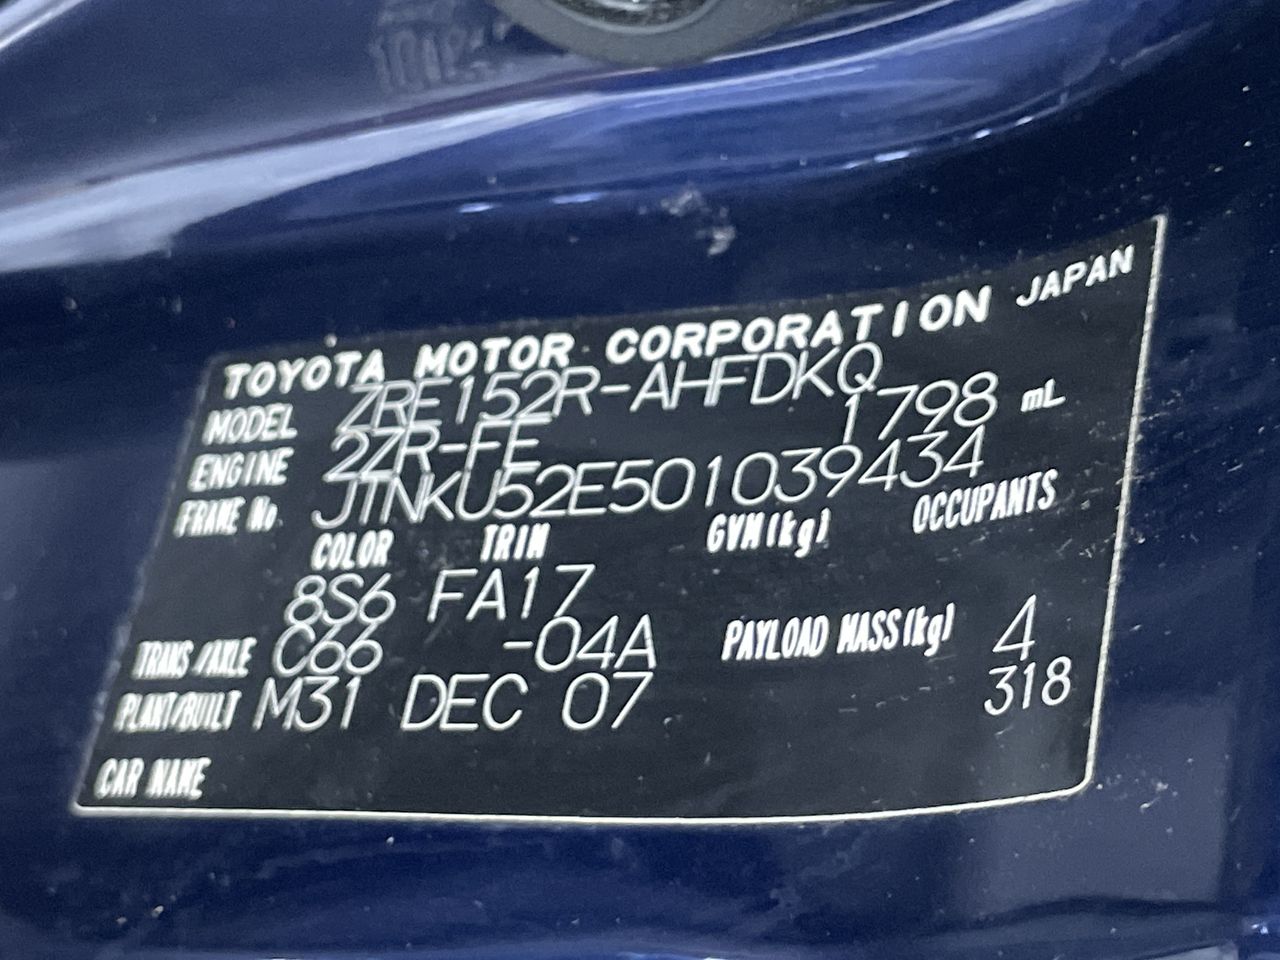 TOYOTA MOTOR CORPORATION JAPAN
MODEL ZRE152R-AHFDKQ
ENGINE 2ZR-FE 1798 mL
FRAME No. JTNKU52E501039434
COLOR TRIM GVM(kg) OCCUPANTS
8S6 FA17
TRANS/AXLE C66 -04A PAYLOAD MASS(kg) 4
PLANT/BUILT M31 DEC 07 318
CAR NAME